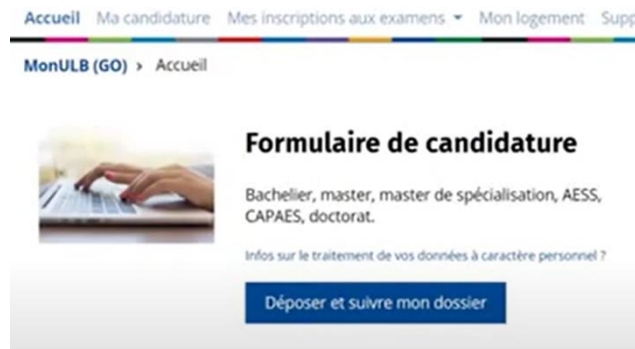 Accueil Ma candidature Mes inscriptions aux examens Mon logement Supp
MonULB (GO) > Accueil
Formulaire de candidature
Bachelier, master, master de spécialisation, AESS,
CAPAES, doctorat.
Infos sur le traitement de vos données à caractère personnel ?
Déposer et suivre mon dossier